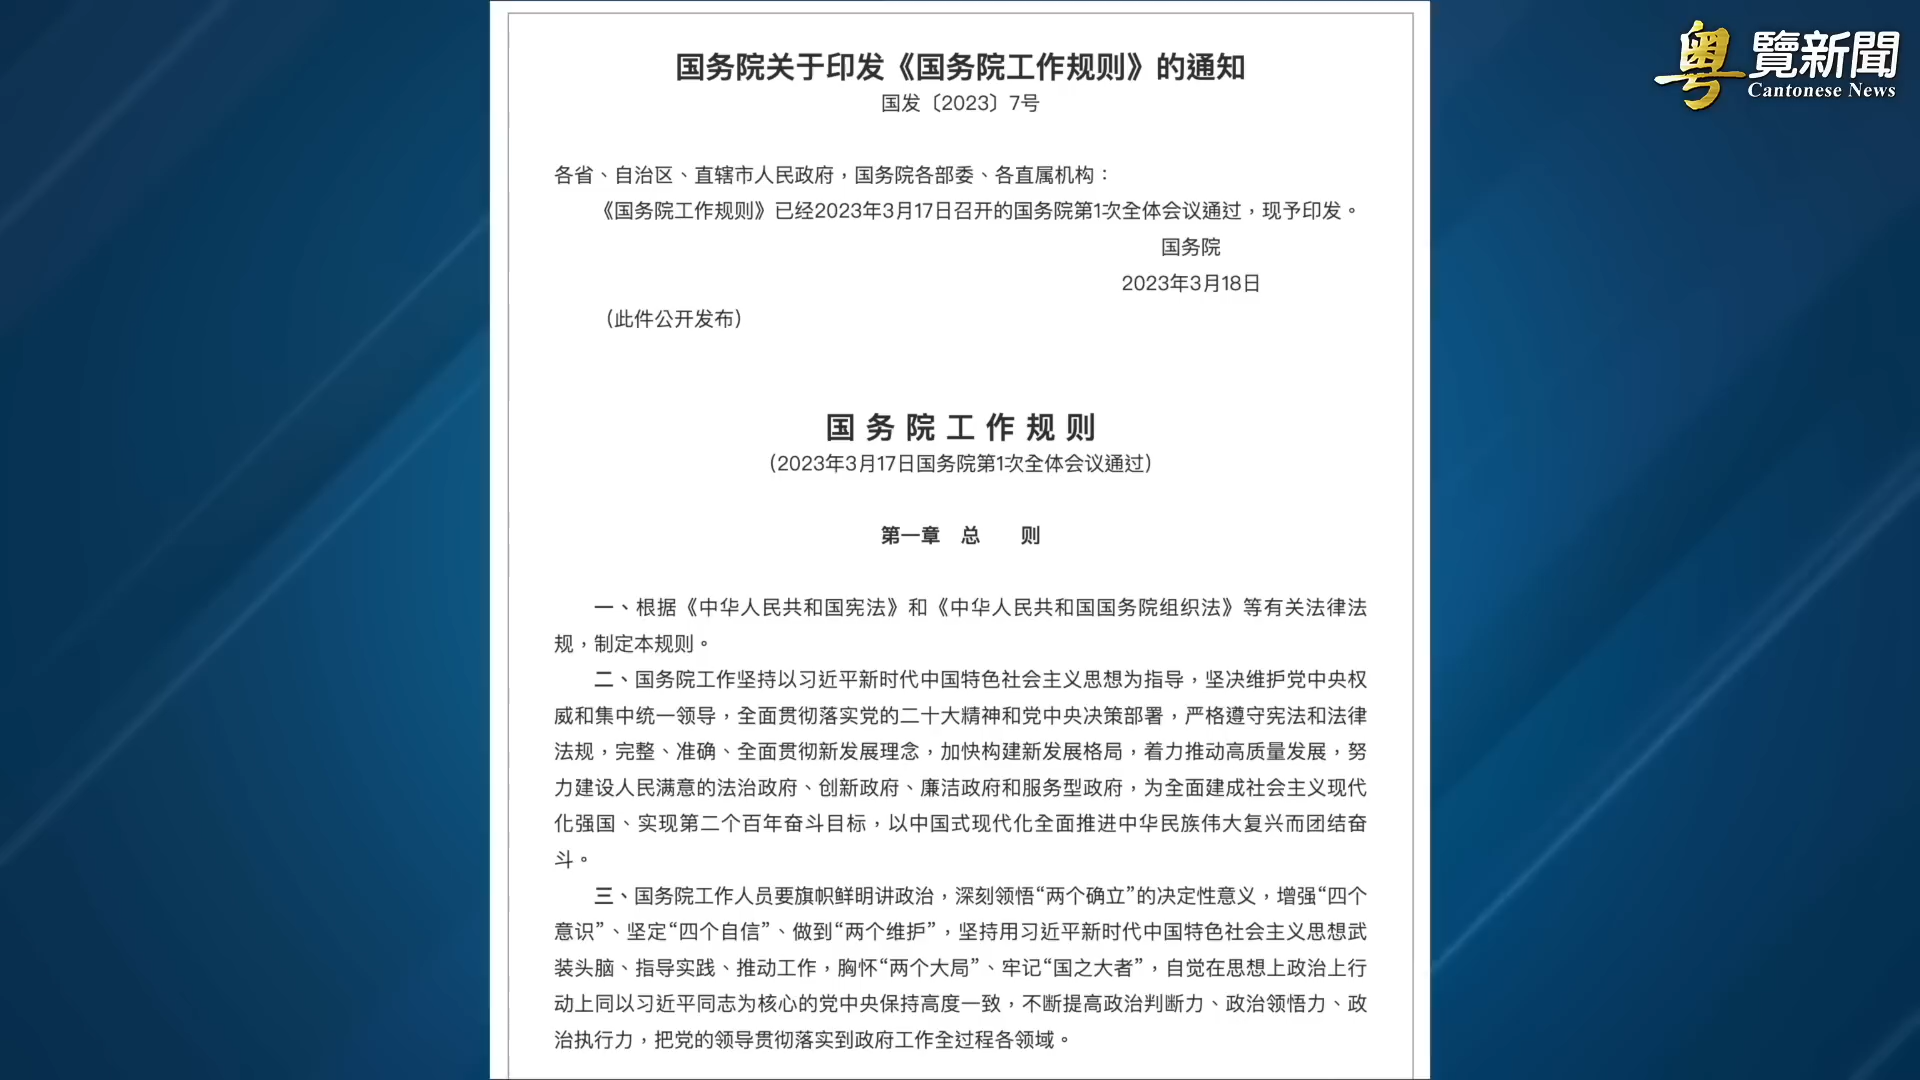 国务院关于印发《国务院工作规则》的通知
国发〔2023〕7号
粤覽新聞
Cantonese News
各省、自治区、直辖市人民政府，国务院各部委、各直属机构：
《国务院工作规则》已经2023年3月17日召开的国务院第1次全体会议通过，现予印发。
国务院
2023年3月18日
（此件公开发布）
国务院工作规则
（2023年3月17日国务院第1次全体会议通过）
第一章 总 则
一、根据《中华人民共和国宪法》和《中华人民共和国国务院组织法》等有关法律法
规，制定本规则。
二、国务院工作坚持以习近平新时代中国特色社会主义思想为指导，坚决维护党中央权
威和集中统一领导，全面贯彻落实党的二十大精神和党中央决策部署，严格遵守宪法和法律
法规，完整、准确、全面贯彻新发展理念，加快构建新发展格局，着力推动高质量发展，努
力建设人民满意的法治政府、创新政府、廉洁政府和服务型政府，为全面建成社会主义现代
化强国、实现第二个百年奋斗目标，以中国式现代化全面推进中华民族伟大复兴而团结奋
斗。
三、国务院工作人员要旗帜鲜明讲政治，深刻领悟“两个确立”的决定性意义，增强“四个
意识”、坚定“四个自信”、做到“两个维护”，坚持用习近平新时代中国特色社会主义思想武
装头脑、指导实践、推动工作，胸怀“两个大局”、牢记“国之大者”，自觉在思想上政治上行
动上同以习近平同志为核心的党中央保持高度一致，不断提高政治判断力、政治领悟力、政
治执行力，把党的领导贯彻落实到政府工作全过程各领域。